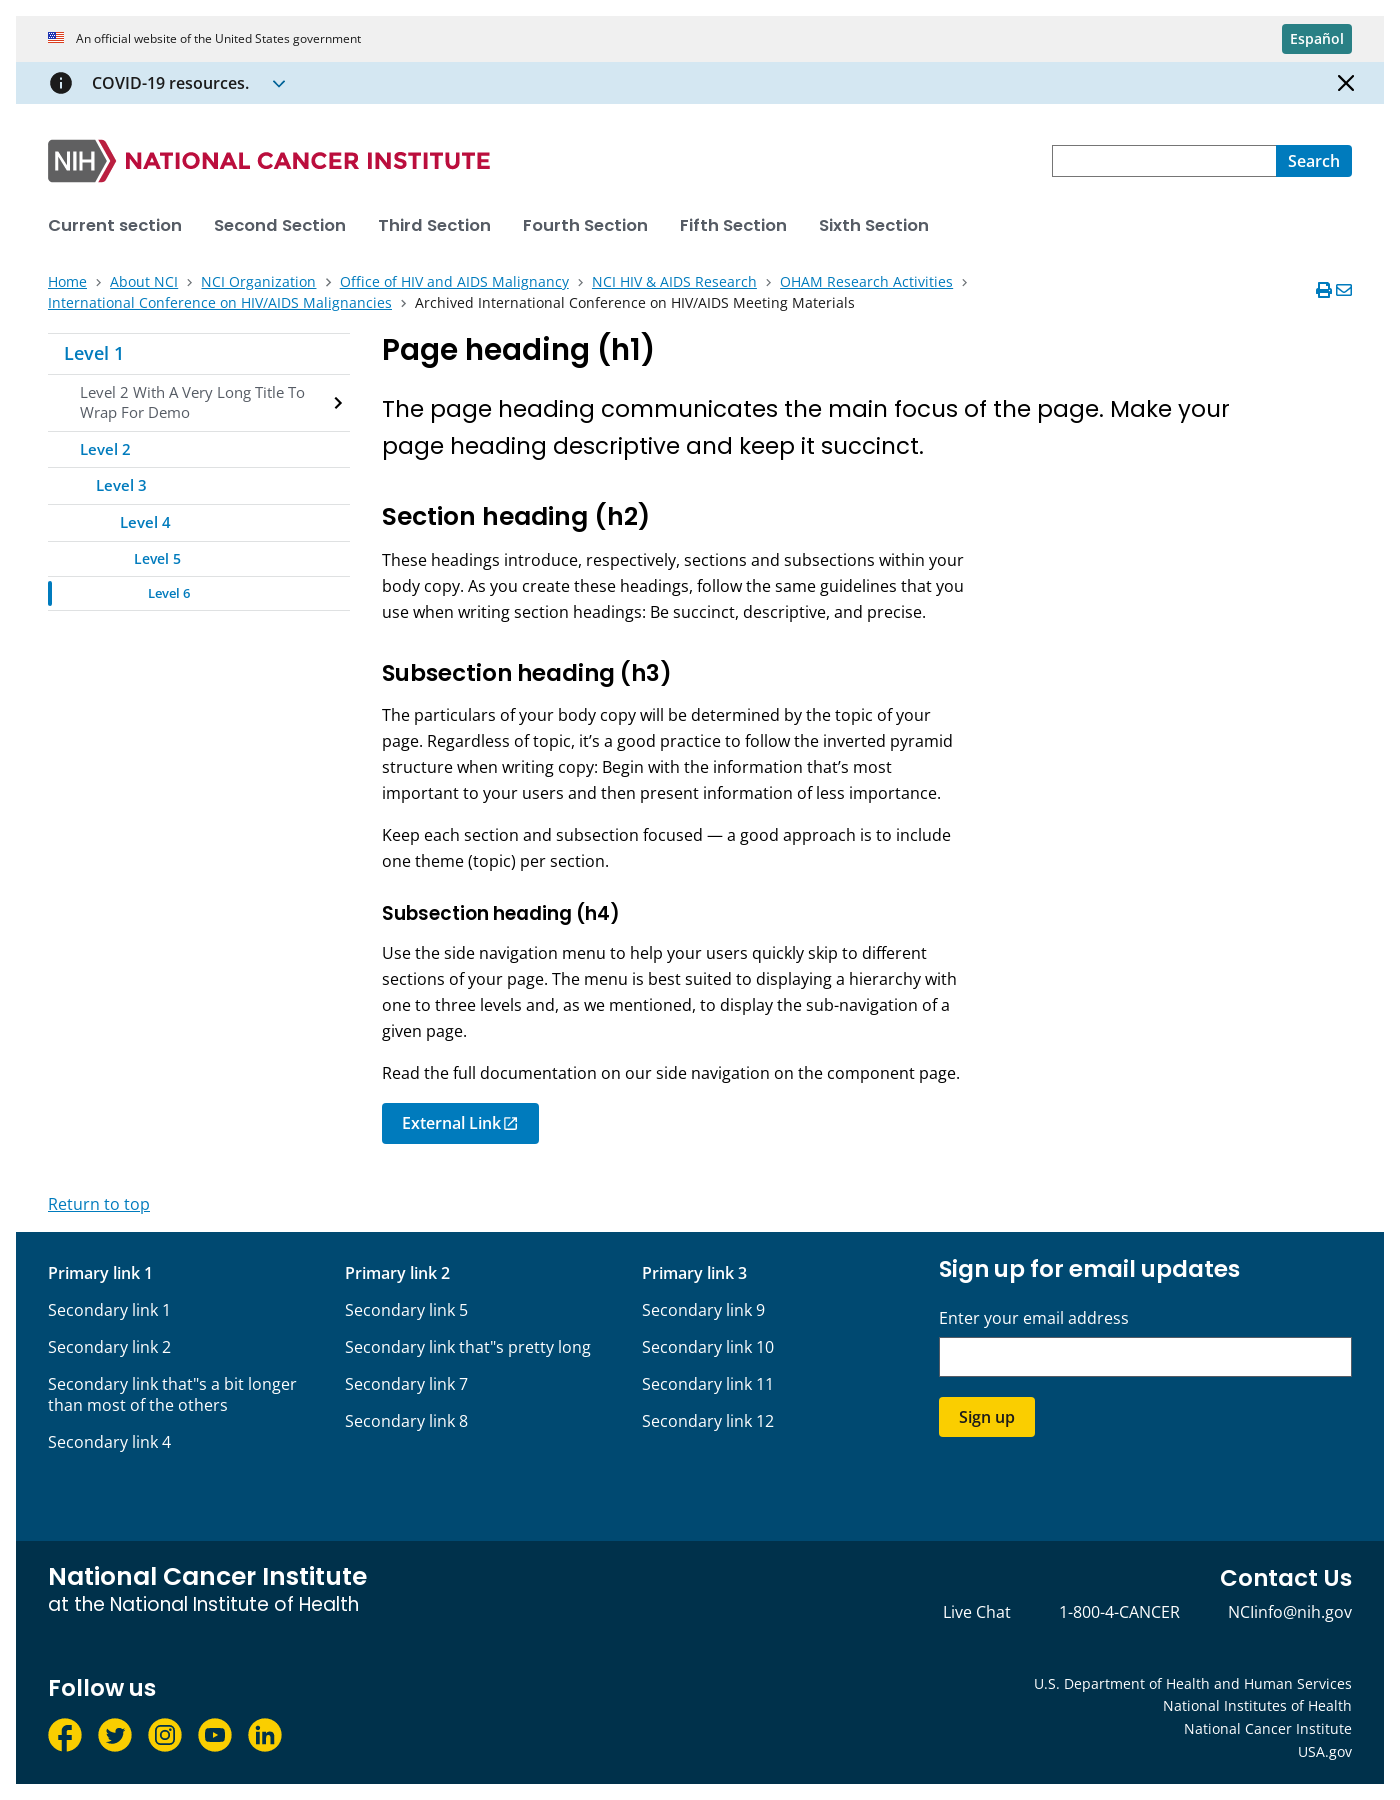 An official website of the United States government
Español
COVID-19 resources.
NIH NATIONAL CANCER INSTITUTE
Search
Current section Second Section Third Section Fourth Section Fifth Section Sixth Section
Home About NCI NCI Organization Office of HIV and AIDS Malignancy NCI HIV & AIDS Research OHAM Research Activities
International Conference on HIV/AIDS Malignancies Archived International Conference on HIV/AIDS Meeting Materials
Level 1
Level 2 With A Very Long Title To
Wrap For Demo
Level 2
Level 3
Level 4
Level 5
Level 6
Page heading (h1)
The page heading communicates the main focus of the page. Make your
page heading descriptive and keep it succinct.
Section heading (h2)
These headings introduce, respectively, sections and subsections within your
body copy. As you create these headings, follow the same guidelines that you
use when writing section headings: Be succinct, descriptive, and precise.
Subsection heading (h3)
The particulars of your body copy will be determined by the topic of your
page. Regardless of topic, it’s a good practice to follow the inverted pyramid
structure when writing copy: Begin with the information that’s most
important to your users and then present information of less importance.
Keep each section and subsection focused — a good approach is to include
one theme (topic) per section.
Subsection heading (h4)
Use the side navigation menu to help your users quickly skip to different
sections of your page. The menu is best suited to displaying a hierarchy with
one to three levels and, as we mentioned, to display the sub-navigation of a
given page.
Read the full documentation on our side navigation on the component page.
External Link
Return to top
Primary link 1
Secondary link 1
Secondary link 2
Secondary link that"s a bit longer
than most of the others
Secondary link 4
Primary link 2
Secondary link 5
Secondary link that"s pretty long
Secondary link 7
Secondary link 8
Primary link 3
Secondary link 9
Secondary link 10
Secondary link 11
Secondary link 12
Sign up for email updates
Enter your email address
Sign up
National Cancer Institute
at the National Institute of Health
Contact Us
Live Chat 1-800-4-CANCER NCIinfo@nih.gov
Follow us
U.S. Department of Health and Human Services
National Institutes of Health
National Cancer Institute
USA.gov